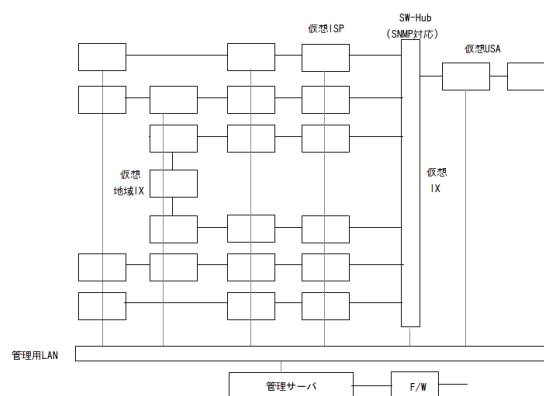 SW-Hub
(SNMP対応)
仮想ISP
仮想USA
仮想
地域IX
仮想
IX
管理用LAN
管理サーバ
F/W